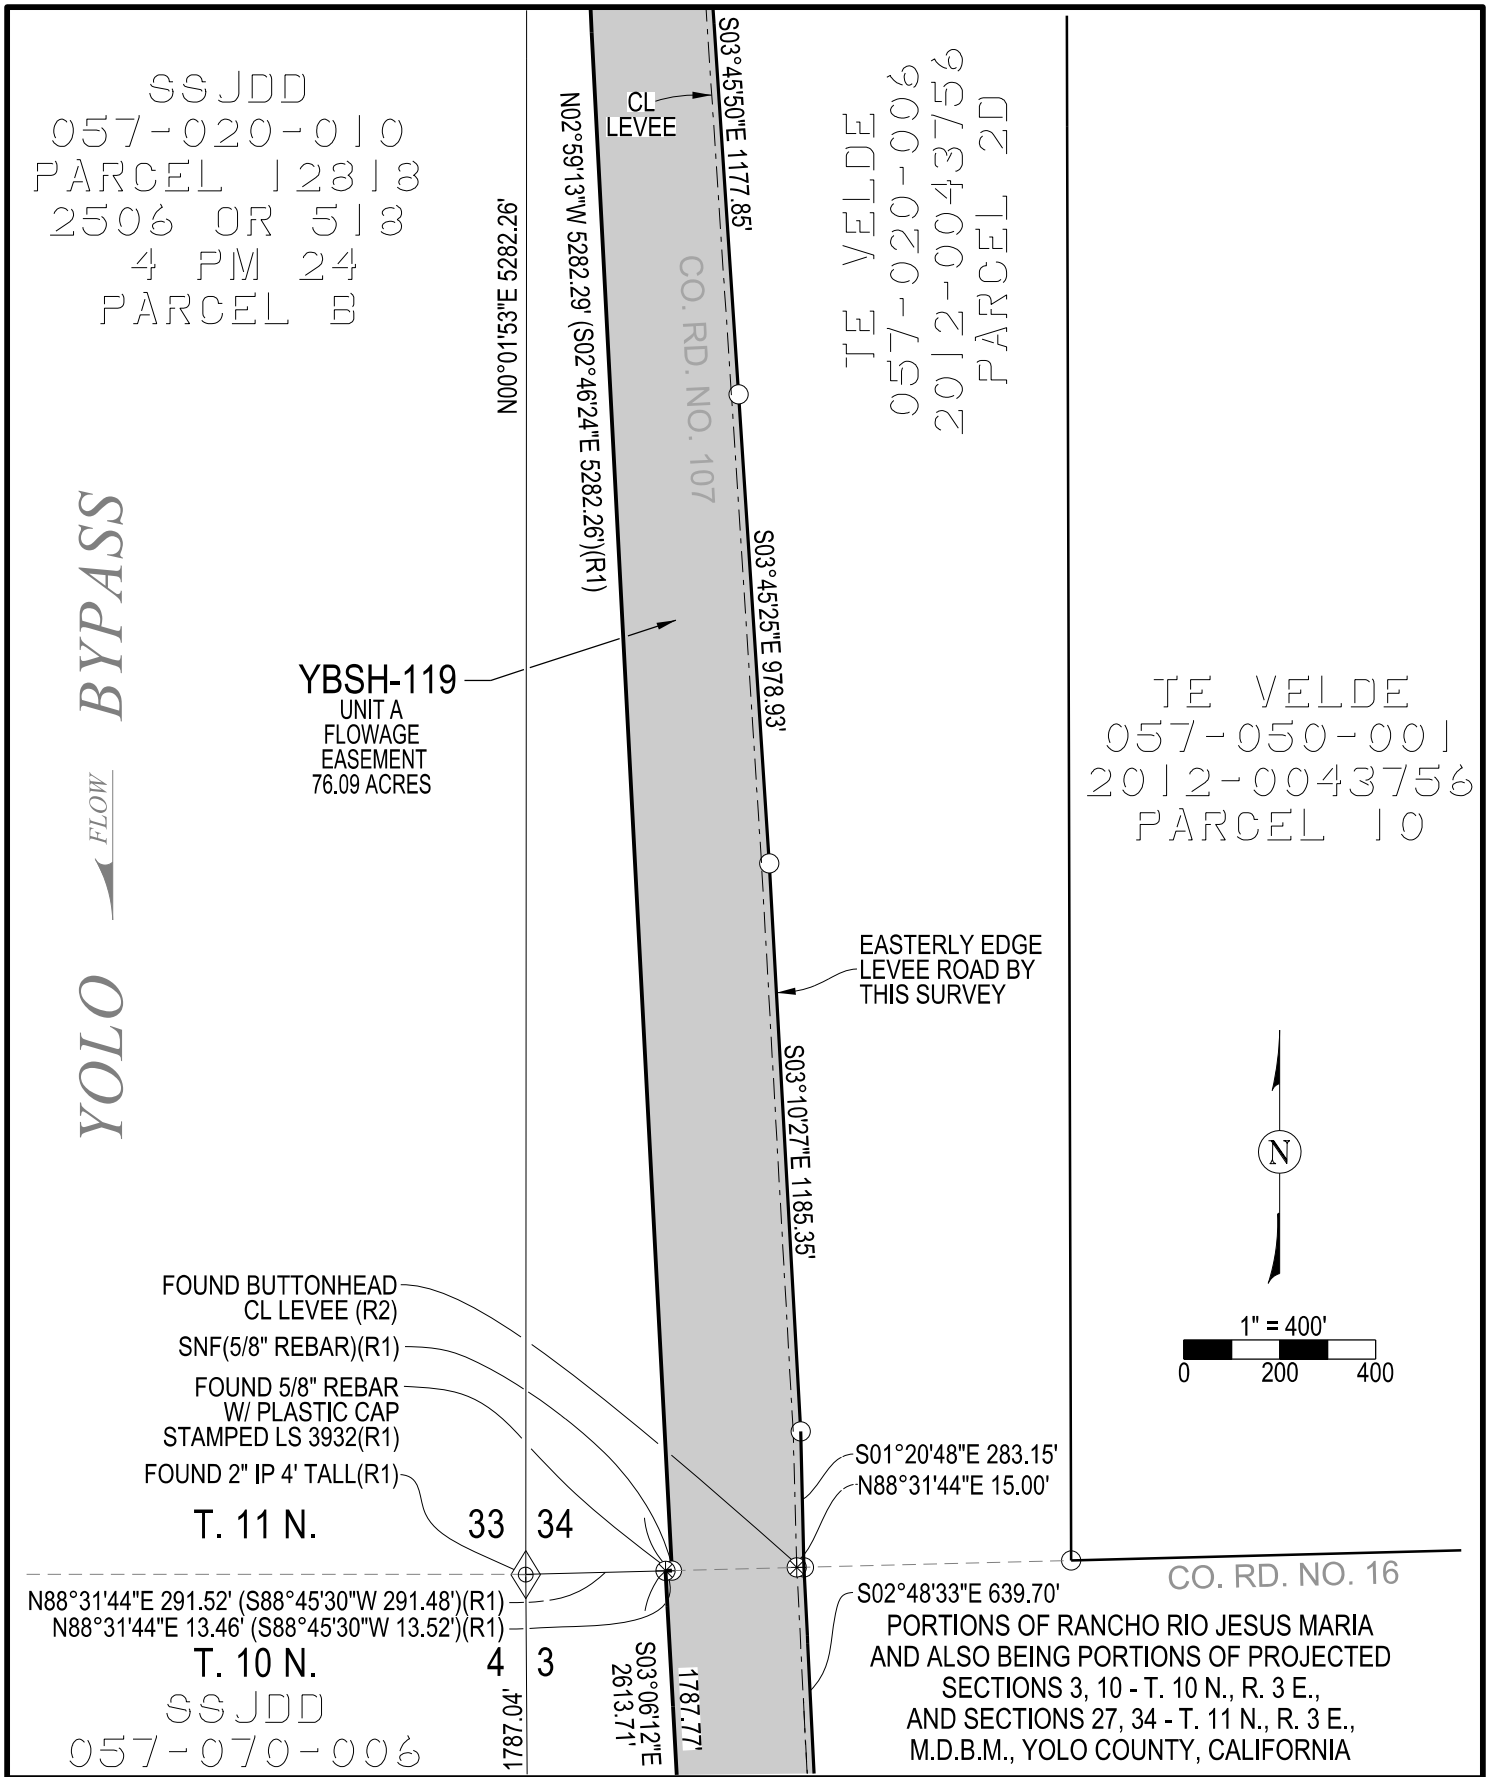 SSJDD
057-020-010
PARCEL 12818
2506 OR 518
4 PM 24
PARCEL B
N00°01'53"E 5282.26'
N02°59'13"W 5282.29' (S02°46'24"E 5282.26')(R1)
CL
LEVEE
S03°45'50"E 1177.85'
CO. RD. NO. 107
TE VELDE
057-020-006
2012-0043756
PARCEL 2D
YOLO BYPASS
FLOW
YBSH-119
UNIT A
FLOWAGE
EASEMENT
76.09 ACRES
S03°45'25"E 978.93'
TE VELDE
057-050-001
2012-0043756
PARCEL 10
EASTERLY EDGE
LEVEE ROAD BY
THIS SURVEY
S03°10'27"E 1185.35'
N
1" = 400'
0 200 400
FOUND BUTTONHEAD
CL LEVEE (R2)
SNF(5/8" REBAR)(R1)
FOUND 5/8" REBAR
W/ PLASTIC CAP
STAMPED LS 3932(R1)
FOUND 2" IP 4' TALL(R1)
S01°20'48"E 283.15'
N88°31'44"E 15.00'
T. 11 N. 33 34
CO. RD. NO. 16
N88°31'44"E 291.52' (S88°45'30"W 291.48')(R1)
N88°31'44"E 13.46' (S88°45'30"W 13.52')(R1)
T. 10 N. 4 3
SSJDD
057-070-006
1787.04'
S03°06'12"E
2613.71'
1787.77'
S02°48'33"E 639.70'
PORTIONS OF RANCHO RIO JESUS MARIA
AND ALSO BEING PORTIONS OF PROJECTED
SECTIONS 3, 10 - T. 10 N., R. 3 E.,
AND SECTIONS 27, 34 - T. 11 N., R. 3 E.,
M.D.B.M., YOLO COUNTY, CALIFORNIA